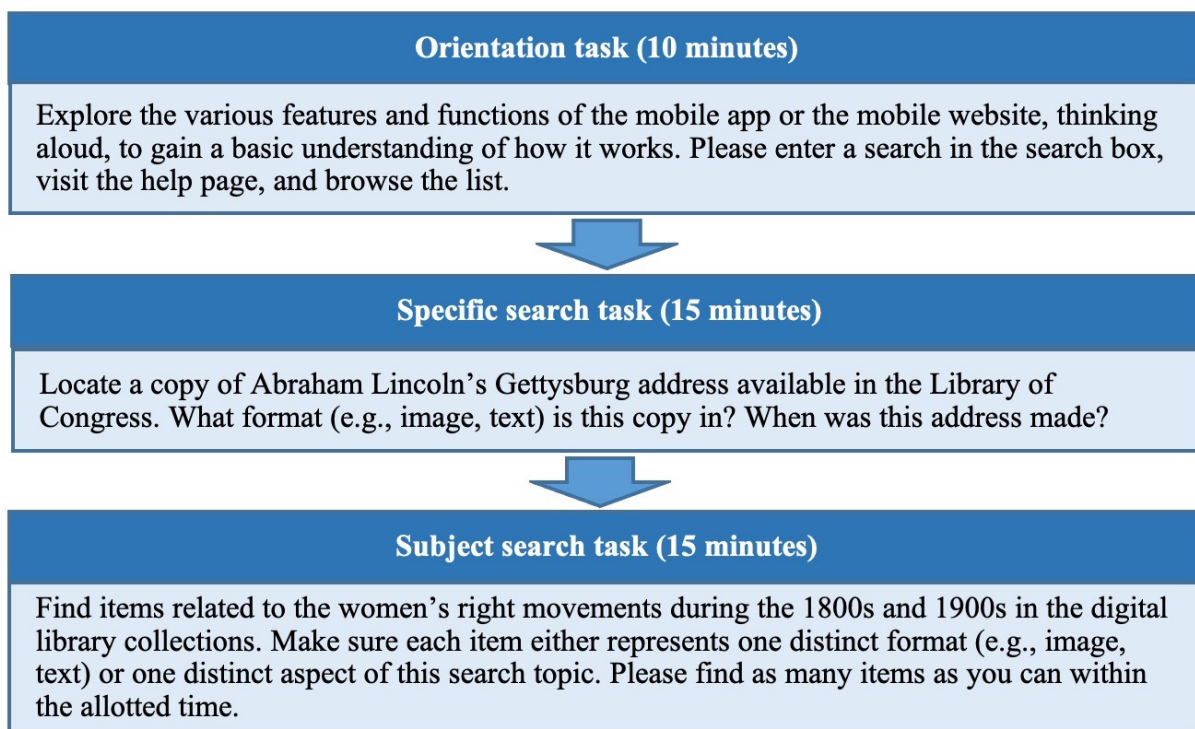 Orientation task (10 minutes)
Explore the various features and functions of the mobile app or the mobile website, thinking
aloud, to gain a basic understanding of how it works. Please enter a search in the search box,
visit the help page, and browse the list.
Specific search task (15 minutes)
Locate a copy of Abraham Lincoln’s Gettysburg address available in the Library of
Congress. What format (e.g., image, text) is this copy in? When was this address made?
Subject search task (15 minutes)
Find items related to the women’s right movements during the 1800s and 1900s in the digital
library collections. Make sure each item either represents one distinct format (e.g., image,
text) or one distinct aspect of this search topic. Please find as many items as you can within
the allotted time.